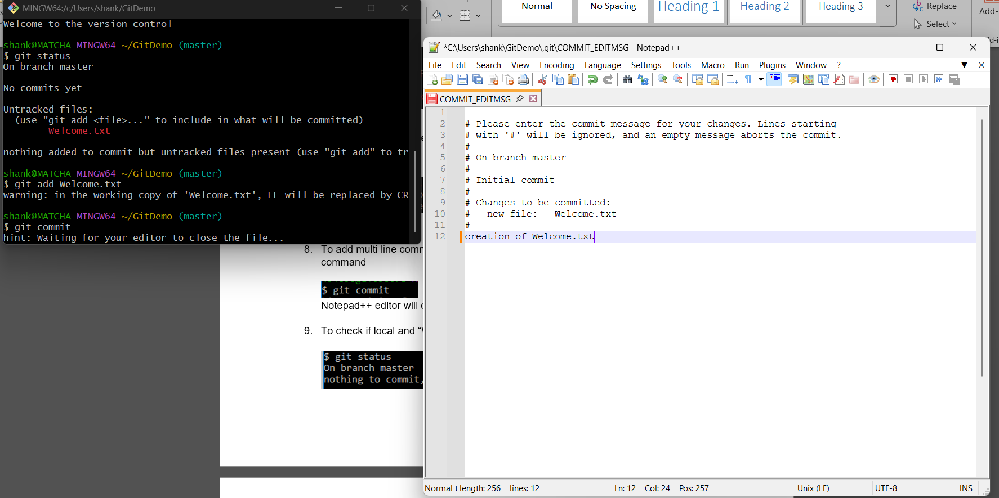 MINGW64:/c/Users/shank/GitDemo
Welcome to the version control
shank@MATCHA MINGW64 ~/GitDemo (master)
$ git status
On branch master
No commits yet
Untracked files:
(use "git add <file>..." to include in what will be committed)
Welcome.txt
nothing added to commit but untracked files present (use "git add" to tr
shank@MATCHA MINGW64 ~/GitDemo (master)
$ git add Welcome.txt
warning: in the working copy of 'Welcome.txt', LF will be replaced by CR
shank@MATCHA MINGW64 ~/GitDemo (master)
$ git commit
hint: Waiting for your editor to close the file...
Normal No Spacing Heading 1 Heading 2 Heading 3
Replace
Select
Add-
*C:\Users\shank\GitDemo\.git\COMMIT_EDITMSG - Notepad++
File Edit Search View Encoding Language Settings Tools Macro Run Plugins Window ?
COMMIT_EDITMSG
1
2 # Please enter the commit message for your changes. Lines starting
3 # with '#' will be ignored, and an empty message aborts the commit.
4 #
5 # On branch master
6 #
7 # Initial commit
8 #
9 # Changes to be committed:
10 # new file: Welcome.txt
11 #
12 creation of Welcome.txt
Normal t length: 256 lines: 12 Ln: 12 Col: 24 Pos: 257 Unix (LF) UTF-8 INS
8. To add multi line comm
command
$ git commit
Notepad++ editor will
9. To check if local and “
$ git status
On branch master
nothing to commit,